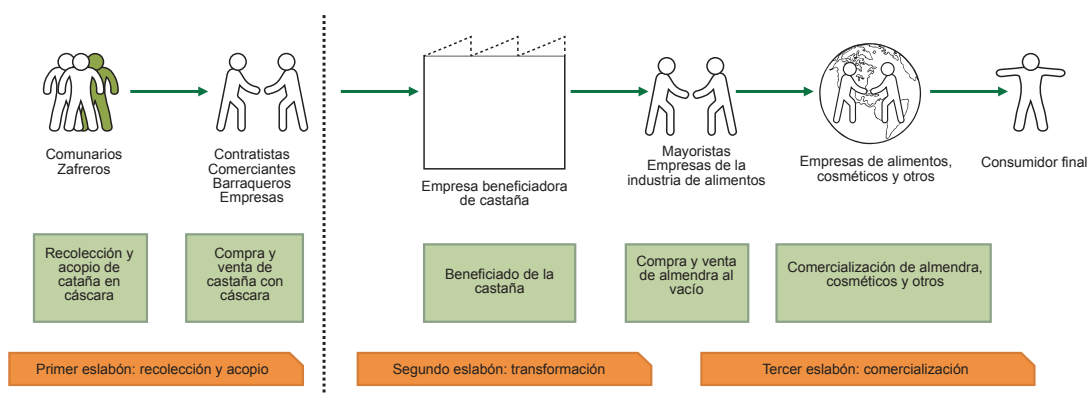 Comunarios
Zafreros
Contratistas
Comerciantes
Barraqueros
Empresas
Empresa beneficiadora
de castaña
Mayoristas
Empresas de la
industria de alimentos
Empresas de alimentos,
cosméticos y otros
Consumidor final
Recolección y
acopio de
cataña en
cáscara
Compra y
venta de
castaña con
cáscara
Beneficiado de la
castaña
Compra y venta
de almendra al
vacío
Comercialización de almendra,
cosméticos y otros
Primer eslabón: recolección y acopio
Segundo eslabón: transformación
Tercer eslabón: comercialización